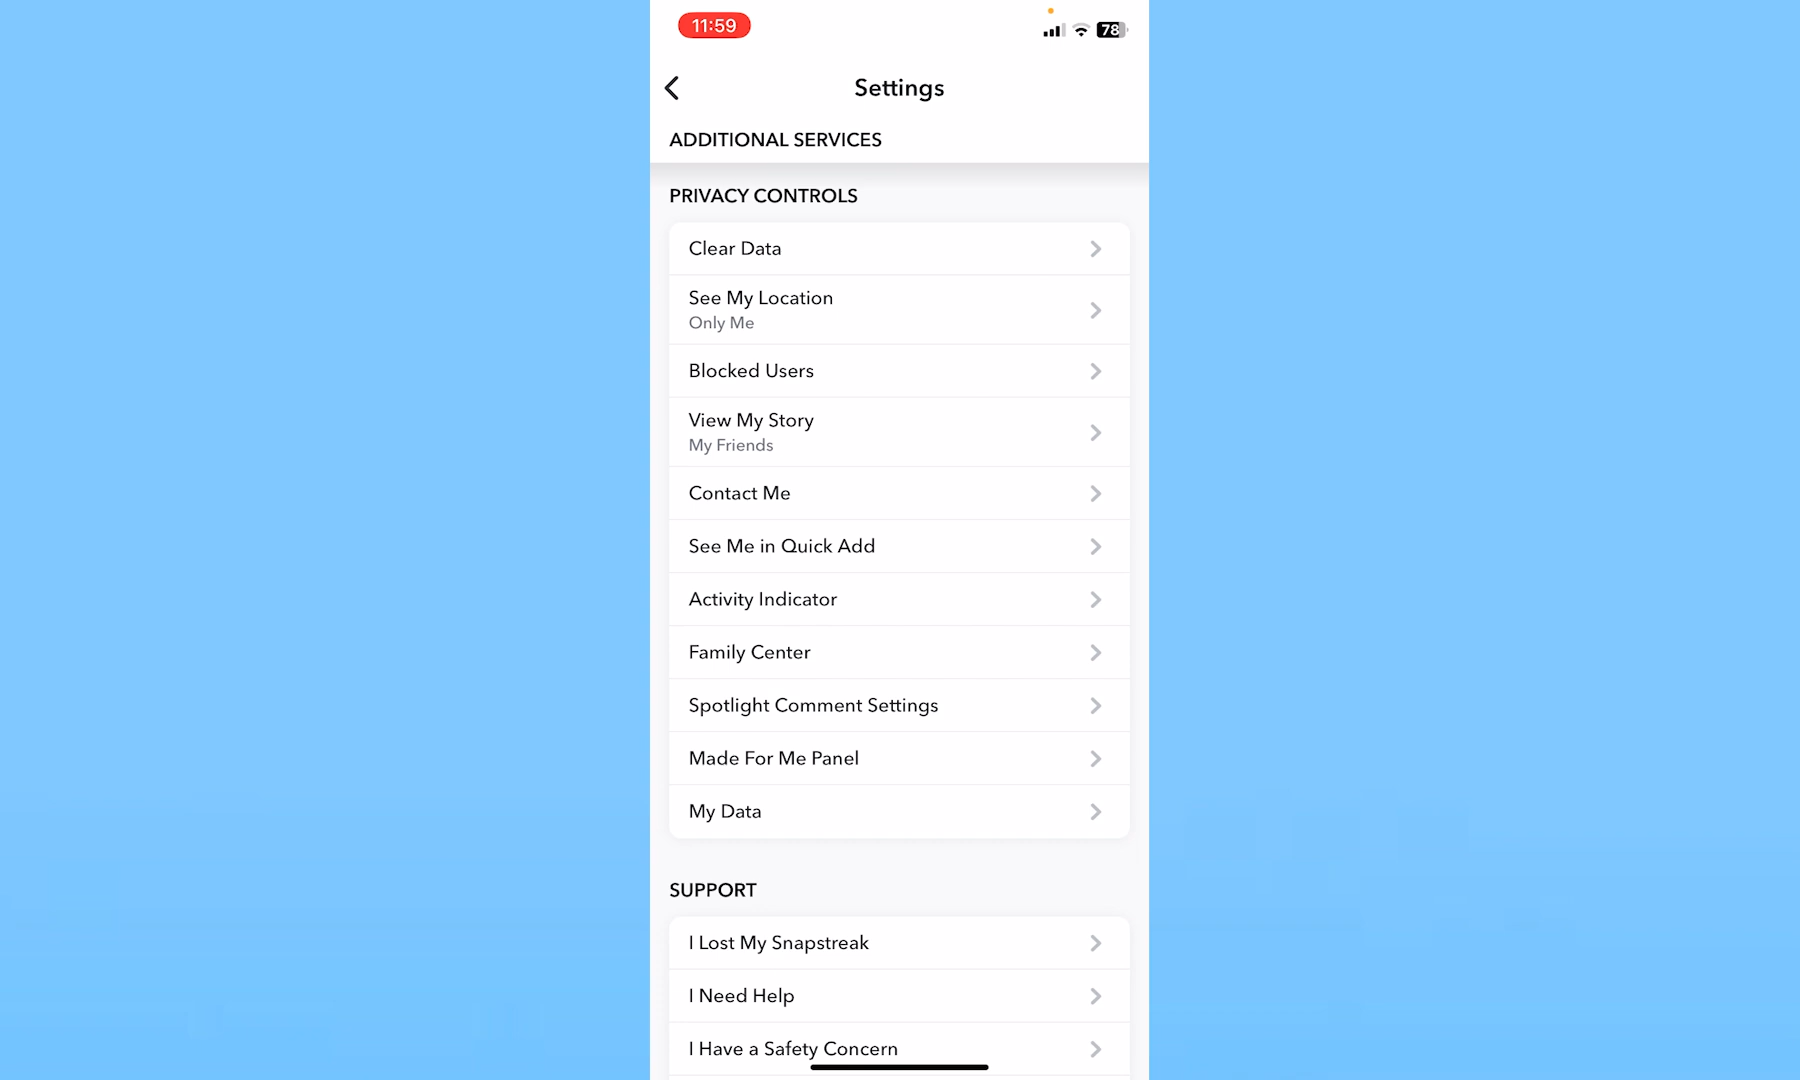 11:59
78
Settings
ADDITIONAL SERVICES
PRIVACY CONTROLS
Clear Data
See My Location
Only Me
Blocked Users
View My Story
My Friends
Contact Me
See Me in Quick Add
Activity Indicator
Family Center
Spotlight Comment Settings
Made For Me Panel
My Data
SUPPORT
I Lost My Snapstreak
I Need Help
I Have a Safety Concern